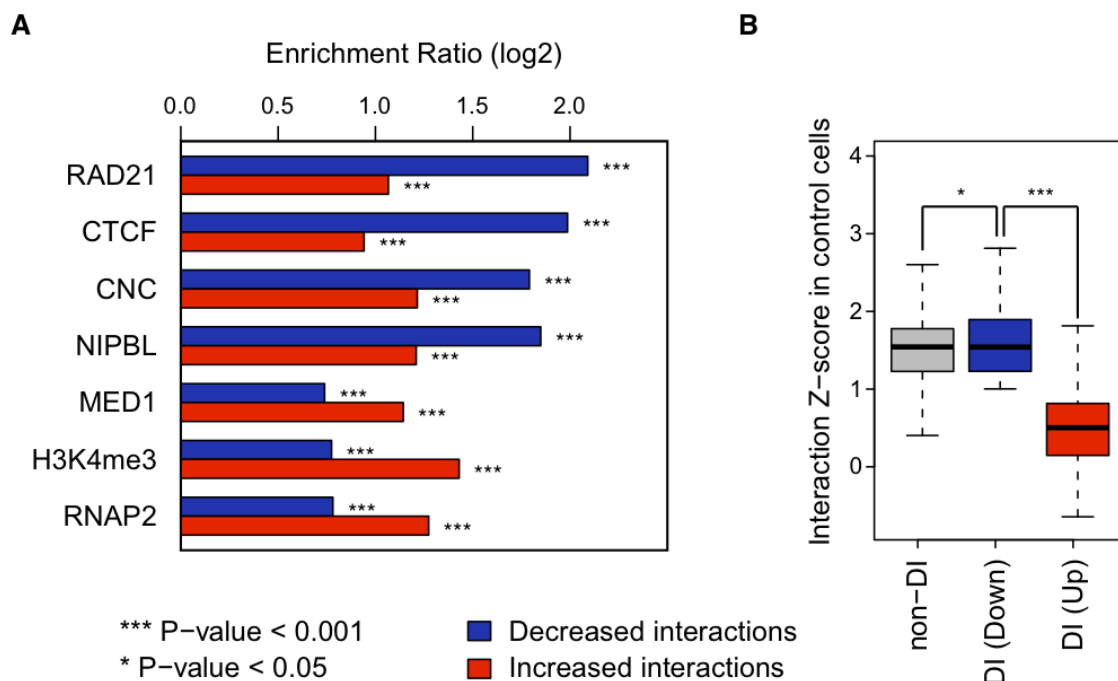 A
Enrichment Ratio (log2)
0.0 0.5 1.0 1.5 2.0
RAD21 *** ***
CTCF *** ***
CNC *** ***
NIPBL *** ***
MED1 *** ***
H3K4me3 *** ***
RNAP2 *** ***
*** P−value < 0.001
* P−value < 0.05
Decreased interactions
Increased interactions
B
Interaction Z−score in control cells
4
3
2
1
0
* ***
non−DI
DI (Down)
DI (Up)